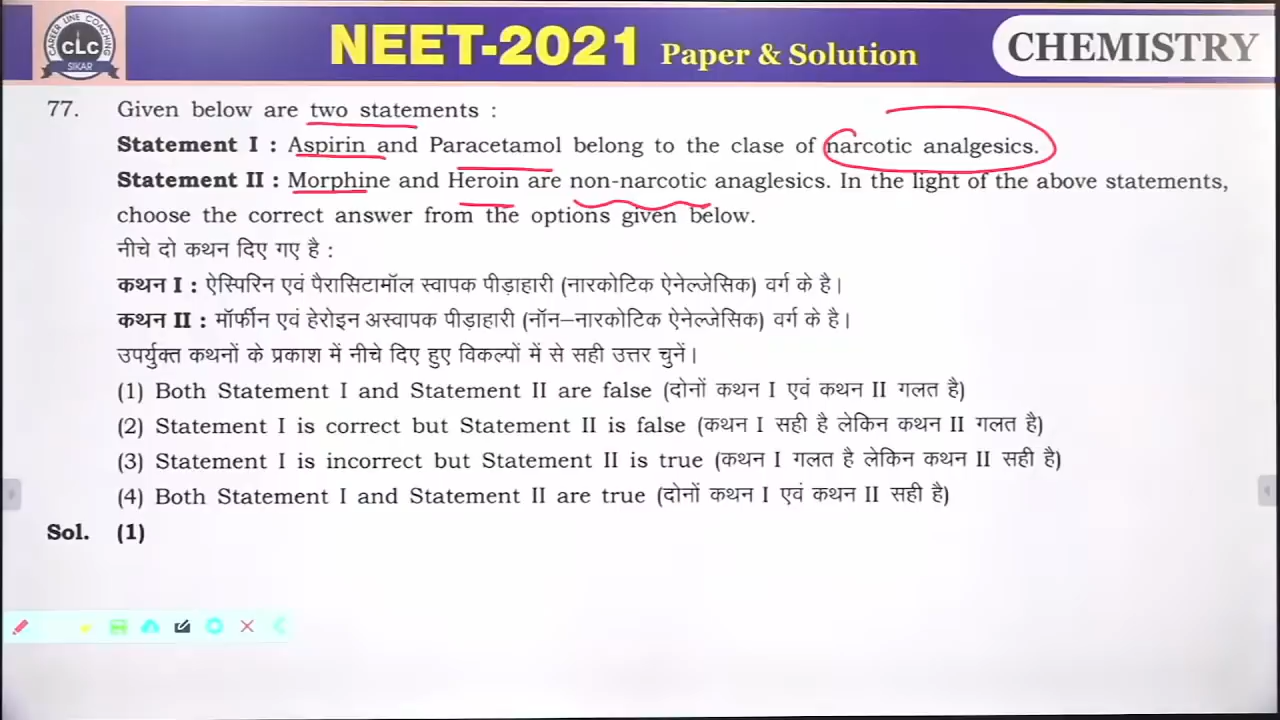 CAREER LINE COACHING
CLC
SIKAR
NEET-2021 Paper & Solution
CHEMISTRY
77. Given below are two statements :
Statement I : Aspirin and Paracetamol belong to the clase of narcotic analgesics.
Statement II : Morphine and Heroin are non-narcotic anaglesics. In the light of the above statements,
choose the correct answer from the options given below.
नीचे दो कथन दिए गए है :
कथन I : ऐस्पिरिन एवं पैरासिटामॉल स्वापक पीड़ाहारी (नारकोटिक ऐनेल्जेसिक) वर्ग के है।
कथन II : मॉर्फीन एवं हेरोइन अस्वापक पीड़ाहारी (नॉन–नारकोटिक ऐनेल्जेसिक) वर्ग के है।
उपर्युक्त कथनों के प्रकाश में नीचे दिए हुए विकल्पों में से सही उत्तर चुनें।
(1) Both Statement I and Statement II are false (दोनों कथन I एवं कथन II गलत है)
(2) Statement I is correct but Statement II is false (कथन I सही है लेकिन कथन II गलत है)
(3) Statement I is incorrect but Statement II is true (कथन I गलत है लेकिन कथन II सही है)
(4) Both Statement I and Statement II are true (दोनों कथन I एवं कथन II सही है)
Sol. (1)